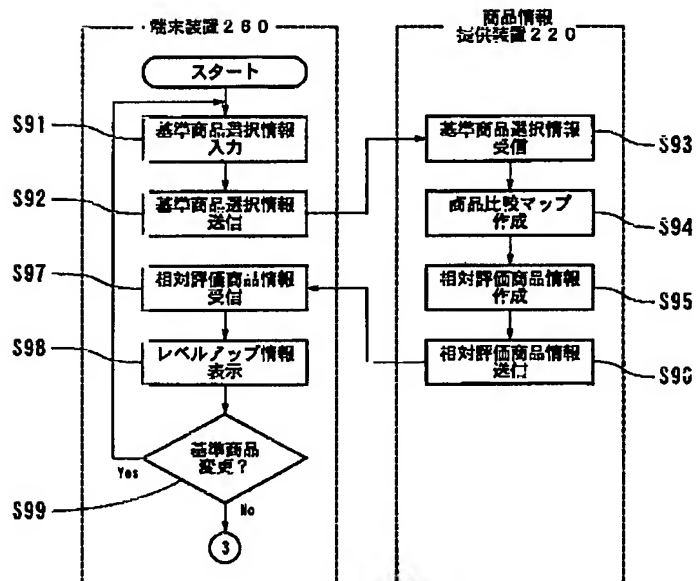 端末装置260
商品情報
提供装置220
スタート
S91
基準商品選択情報
入力
基準商品選択情報
受信
S93
S92
基準商品選択情報
送信
商品比較マップ
作成
S94
S97
相対評価商品情報
受信
相対評価商品情報
作成
S95
S98
レベルアップ情報
表示
相対評価商品情報
送付
S96
基準商品
変更?
Yes
S99
No
3